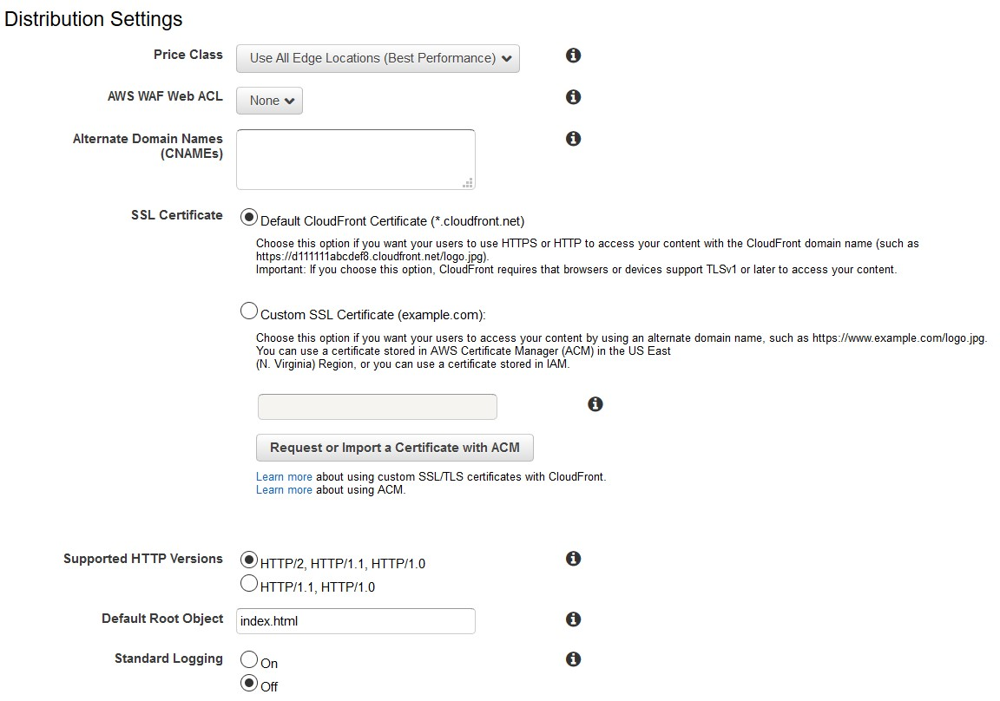 Distribution Settings
Price Class
Use All Edge Locations (Best Performance)
AWS WAF Web ACL
None
Alternate Domain Names
(CNAMEs)
SSL Certificate
Default CloudFront Certificate (*.cloudfront.net)
Choose this option if you want your users to use HTTPS or HTTP to access your content with the CloudFront domain name (such as
https://d111111abcdef8.cloudfront.net/logo.jpg).
Important: If you choose this option, CloudFront requires that browsers or devices support TLSv1 or later to access your content.
Custom SSL Certificate (example.com):
Choose this option if you want your users to access your content by using an alternate domain name, such as https://www.example.com/logo.jpg.
You can use a certificate stored in AWS Certificate Manager (ACM) in the US East
(N. Virginia) Region, or you can use a certificate stored in IAM.
Request or Import a Certificate with ACM
Learn more about using custom SSL/TLS certificates with CloudFront.
Learn more about using ACM.
Supported HTTP Versions
HTTP/2, HTTP/1.1, HTTP/1.0
HTTP/1.1, HTTP/1.0
Default Root Object
index.html
Standard Logging
On
Off